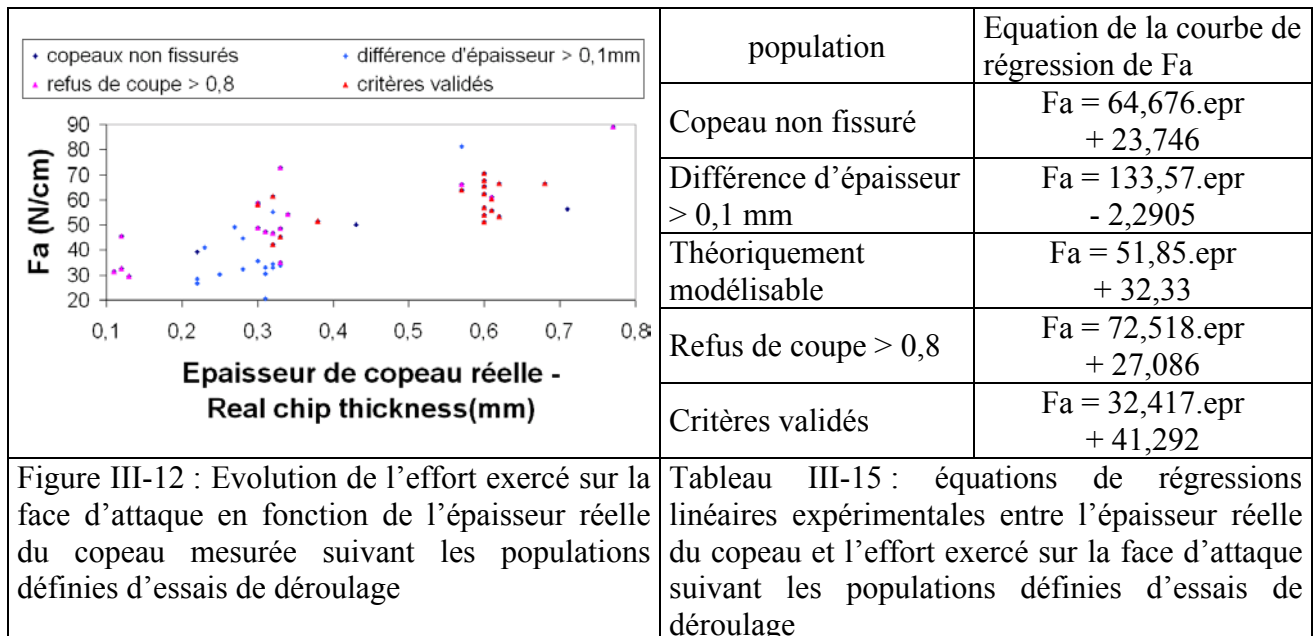 copeaux non fissurés
différence d'épaisseur > 0,1mm
refus de coupe > 0,8
critères validés
90
80
70
60
50
40
30
20
Fa (N/cm)
0,1 0,2 0,3 0,4 0,5 0,6 0,7 0,8
Epaisseur de copeau réelle -
Real chip thickness(mm)
population
Equation de la courbe de
régression de Fa
Copeau non fissuré
Fa = 64,676.epr
+ 23,746
Différence d'épaisseur
> 0,1 mm
Fa = 133,57.epr
- 2,2905
Théoriquement
modélisable
Fa = 51,85.epr
+ 32,33
Refus de coupe > 0,8
Fa = 72,518.epr
+ 27,086
Critères validés
Fa = 32,417.epr
+ 41,292
Figure III-12 : Evolution de l'effort exercé sur la
face d'attaque en fonction de l'épaisseur réelle
du copeau mesurée suivant les populations
définies d'essais de déroulage
Tableau III-15 : équations de régressions
linéaires expérimentales entre l'épaisseur réelle
du copeau et l'effort exercé sur la face d'attaque
suivant les populations définies d'essais de
déroulage